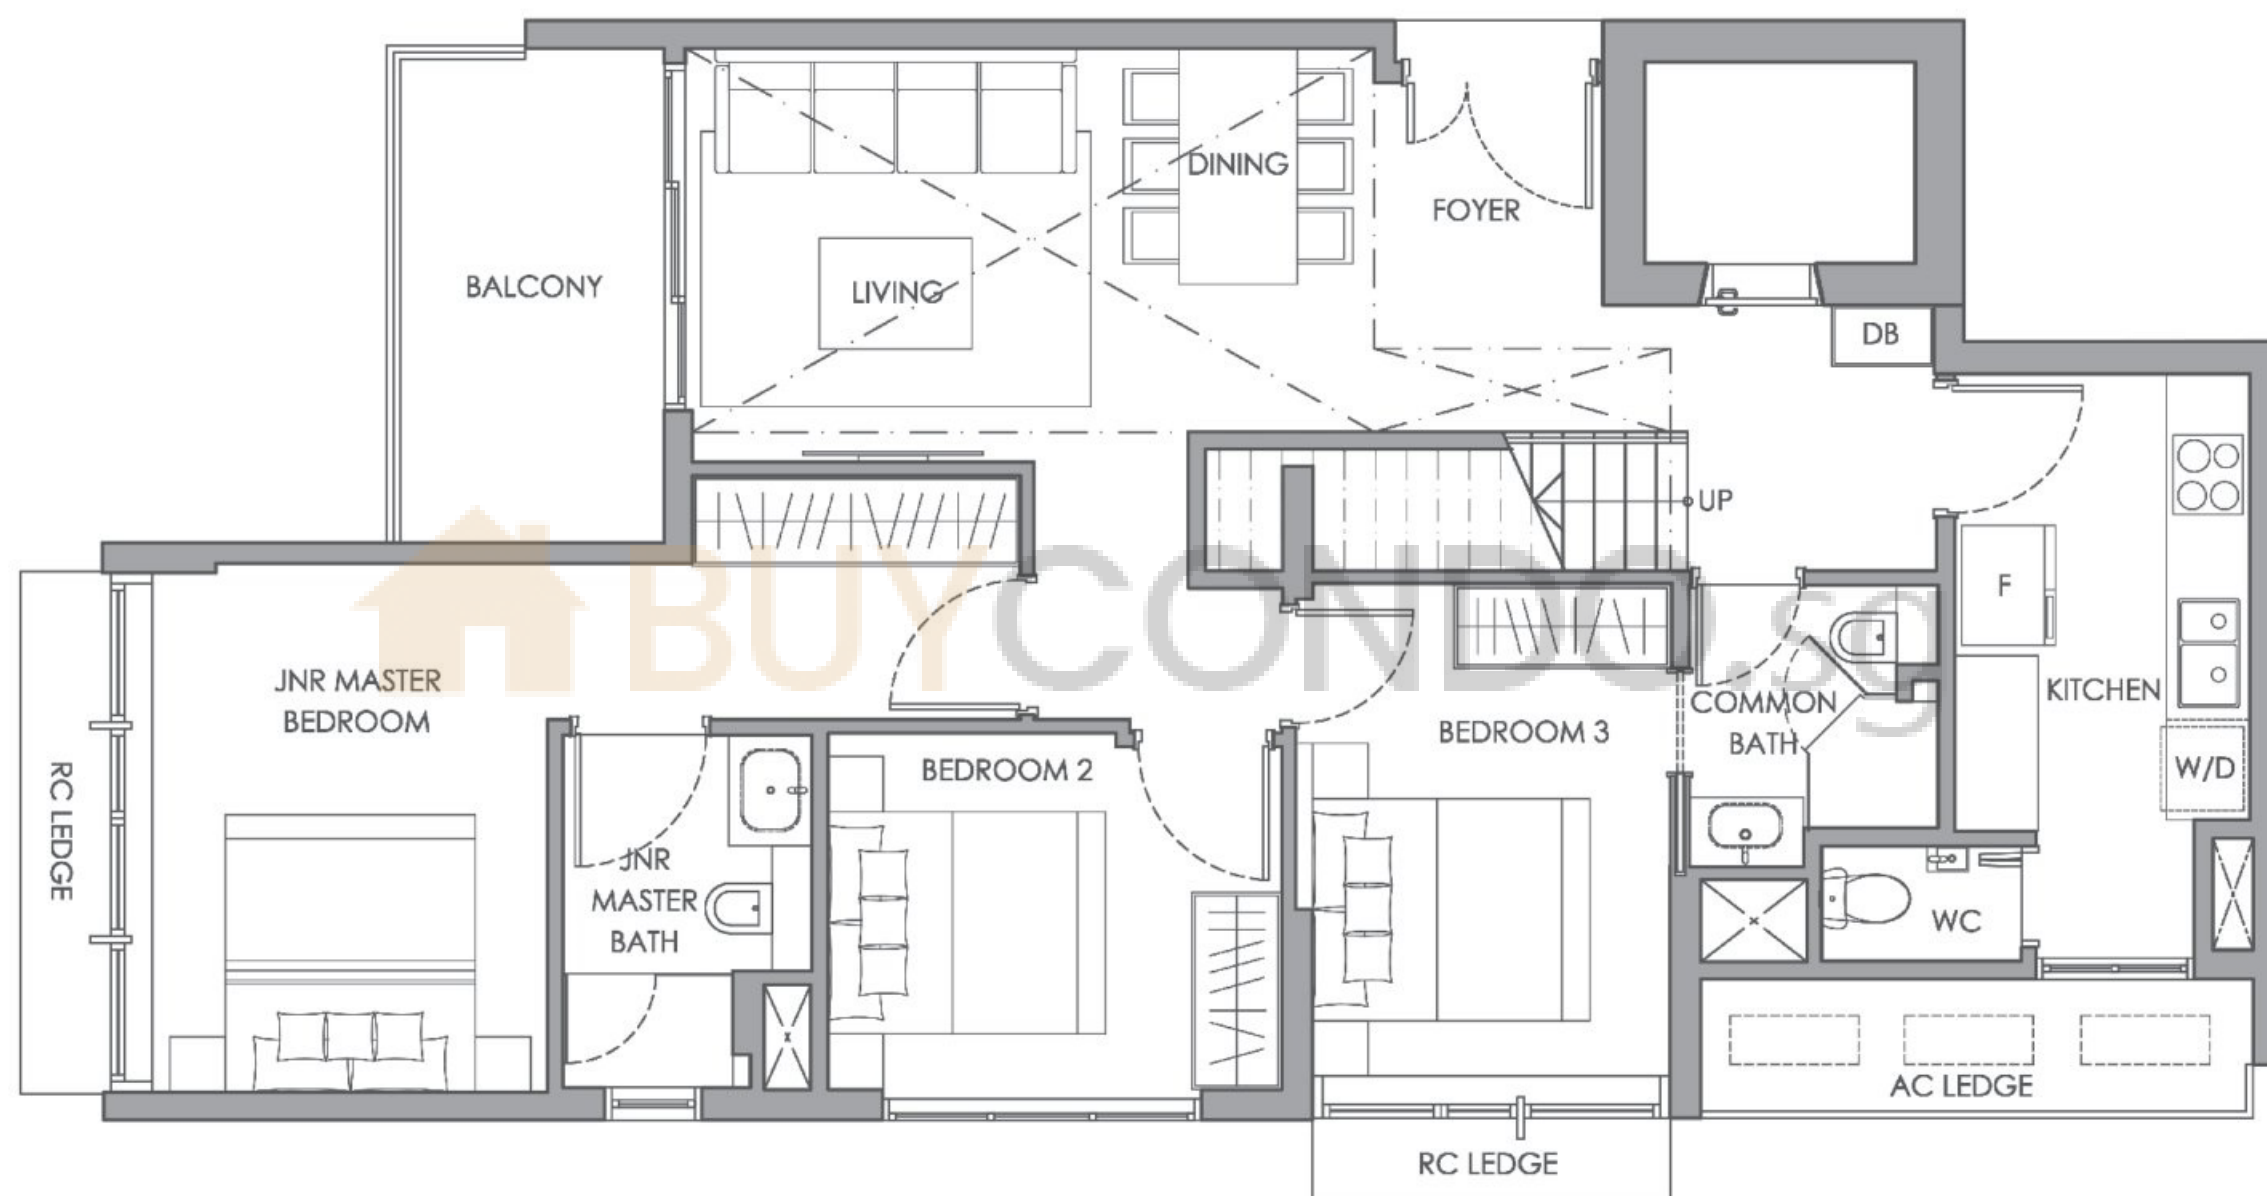 BALCONY
LIVING
DINING
FOYER
DB
UP
BUYCONDO.sg
F
JNR MASTER
BEDROOM
COMMON
BATH
KITCHEN
BEDROOM 3
BEDROOM 2
W/D
RC LEDGE
JNR
MASTER
BATH
WC
AC LEDGE
RC LEDGE